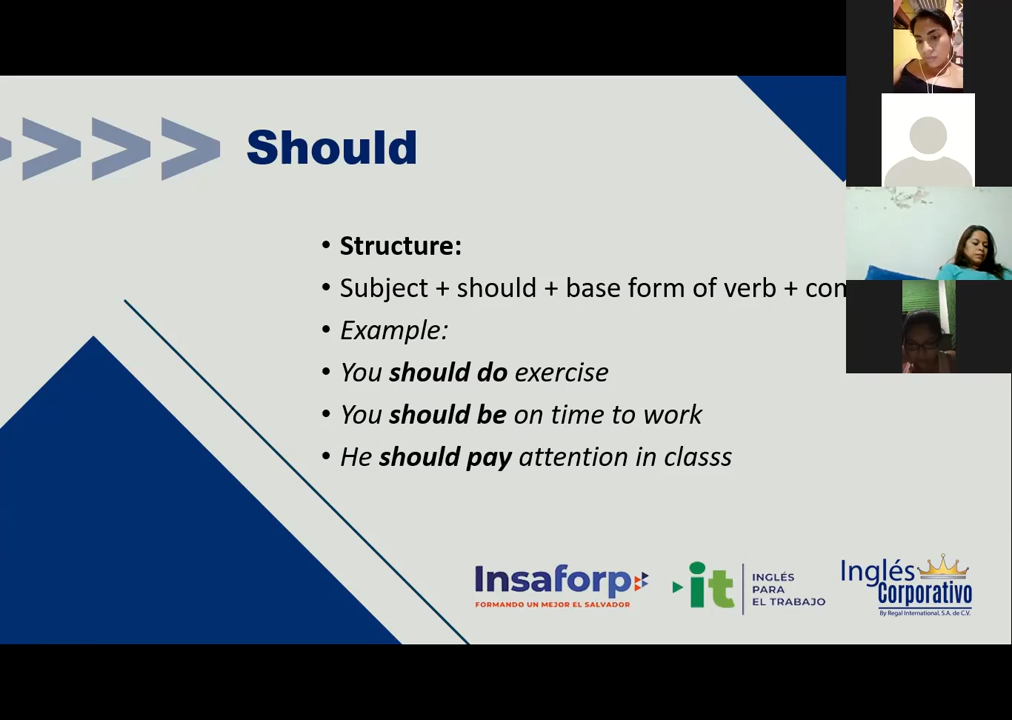 Should
• Structure:
• Subject + should + base form of verb + con
• Example:
• You should do exercise
• You should be on time to work
• He should pay attention in classs
Insaforp
FORMANDO UN MEJOR EL SALVADOR
it
INGLÉS
PARA
EL TRABAJO
Inglés
Corporativo
By Regal International, S.A. de C.V.